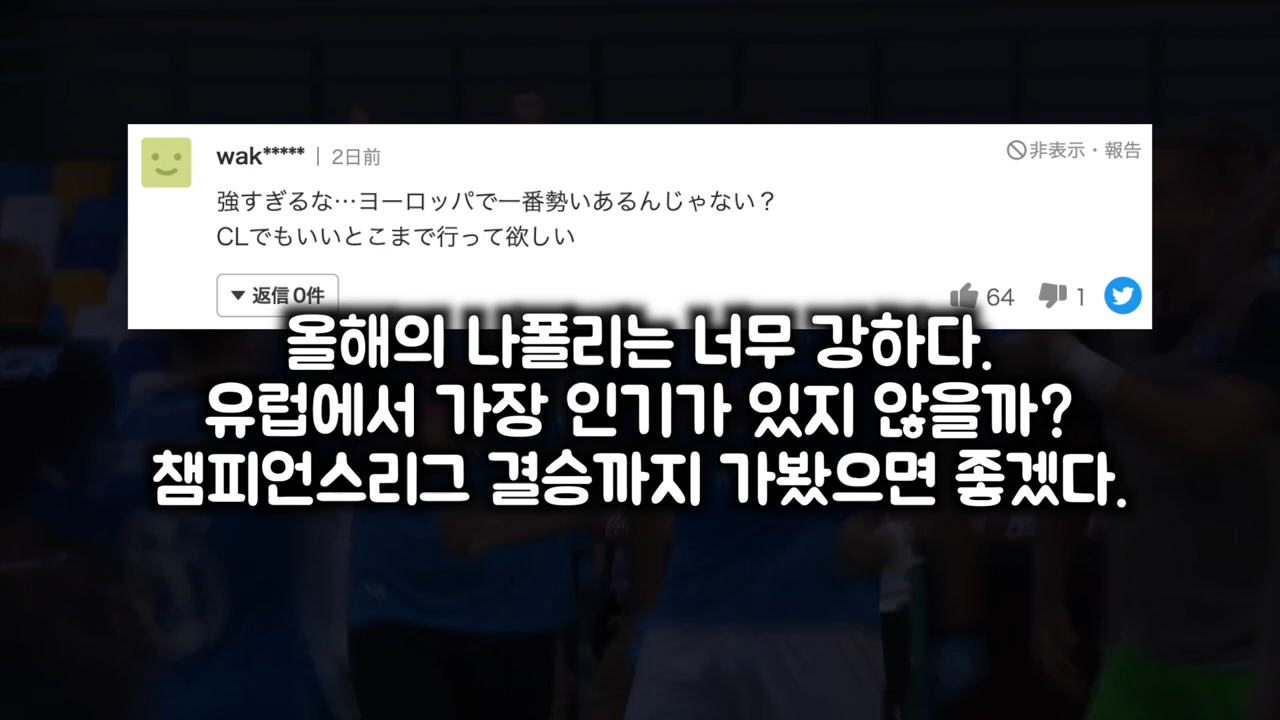 wak***** | 2日前
非表示・報告
強すぎるな…ヨーロッパで一番勢いあるんじゃない？
CLでもいいとこまで行って欲しい
返信0件
64
1
올해의 나폴리는 너무 강하다.
유럽에서 가장 인기가 있지 않을까?
챔피언스리그 결승까지 가봤으면 좋겠다.